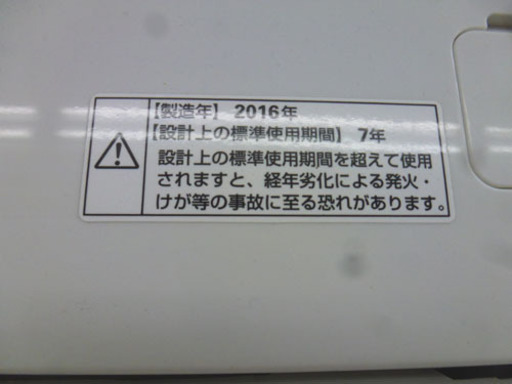 【製造年】 2016年
【設計上の標準使用期間】 7年
設計上の標準使用期間を超えて使用
されますと、経年劣化による発火・
けが等の事故に至る恐れがあります。